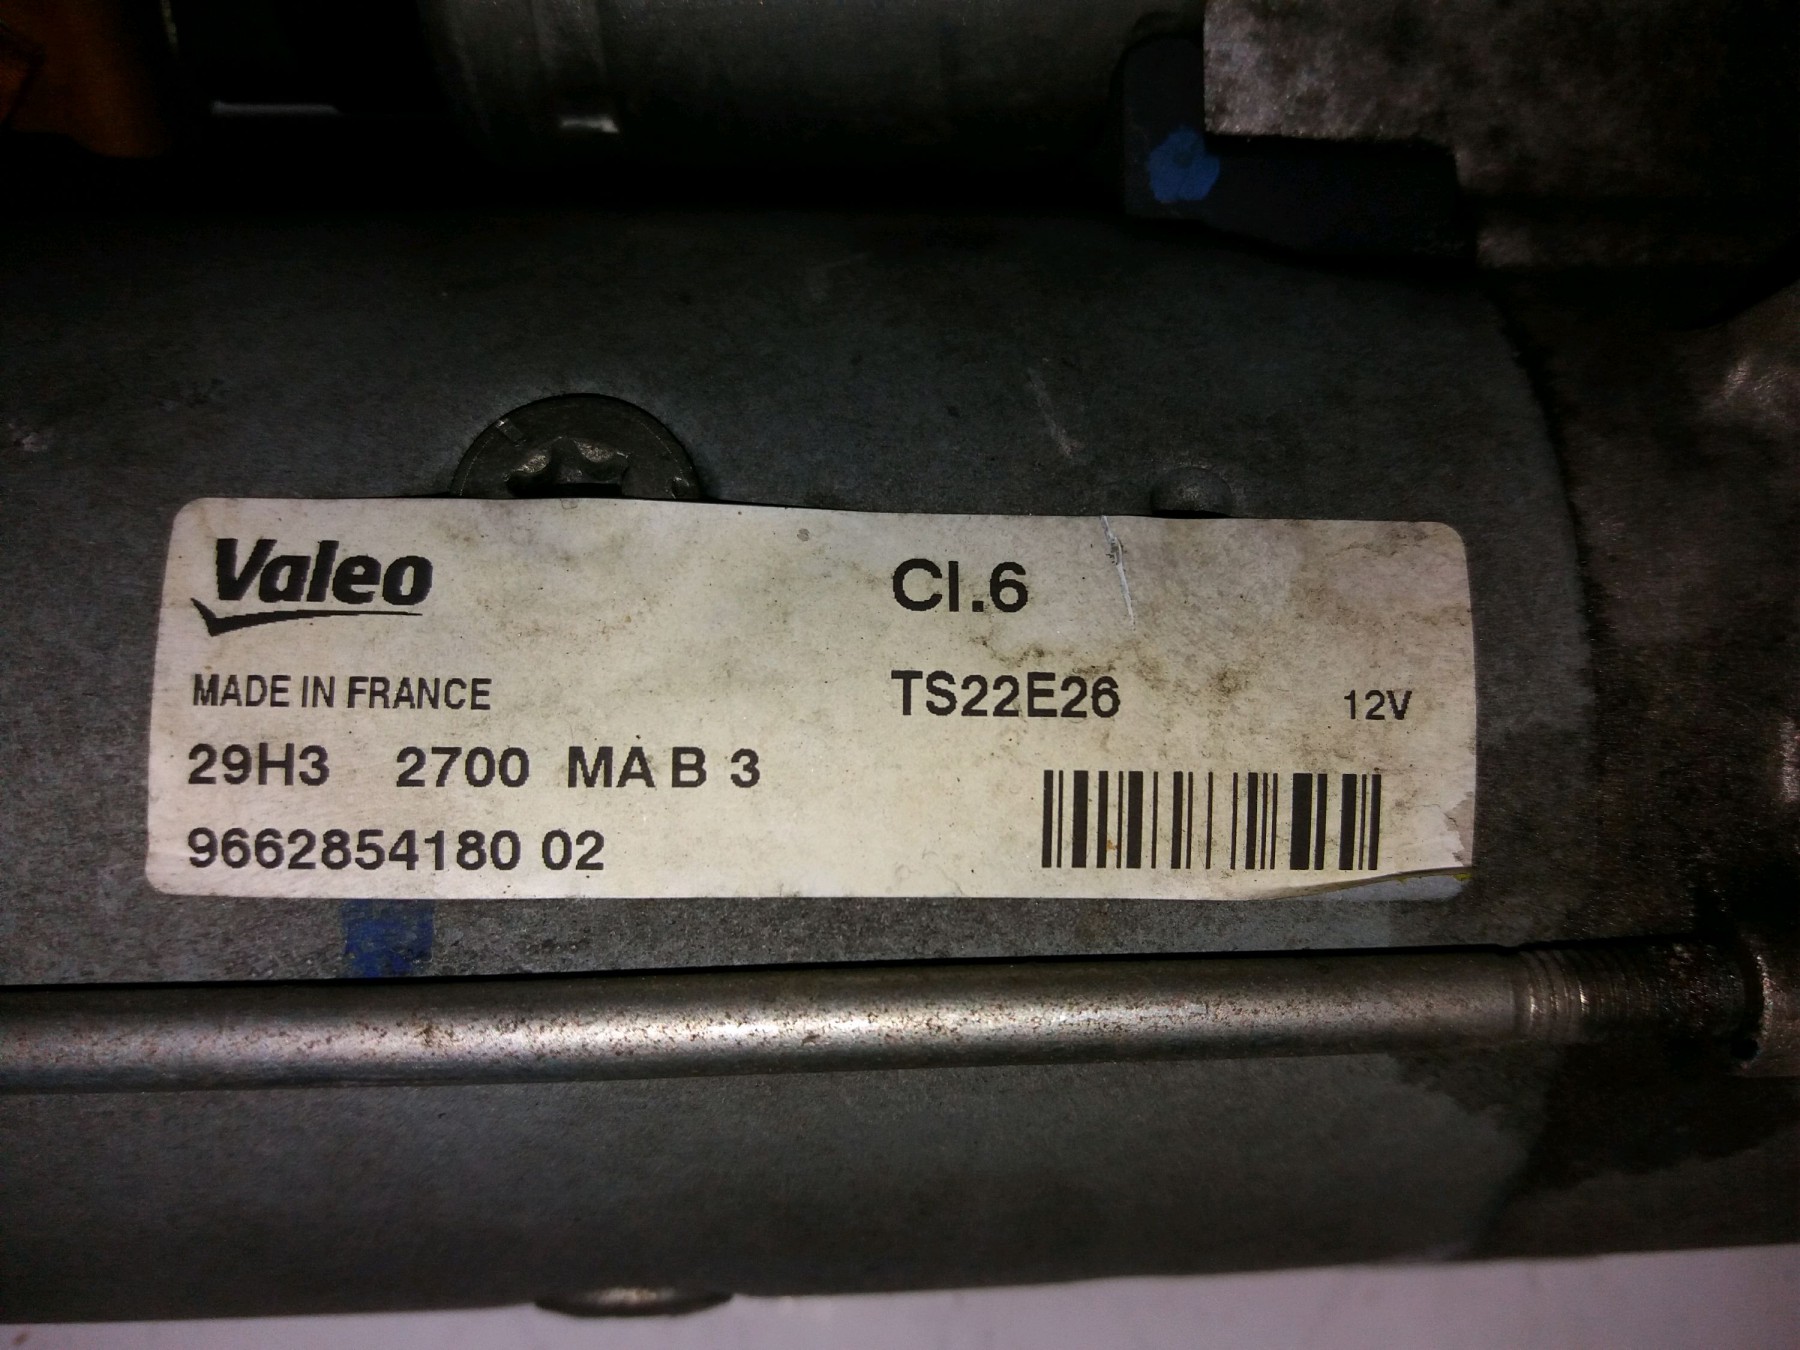 Valeo
Cl.6
MADE IN FRANCE
TS22E26
12V
29H3 2700 MA B 3
9662854180 02